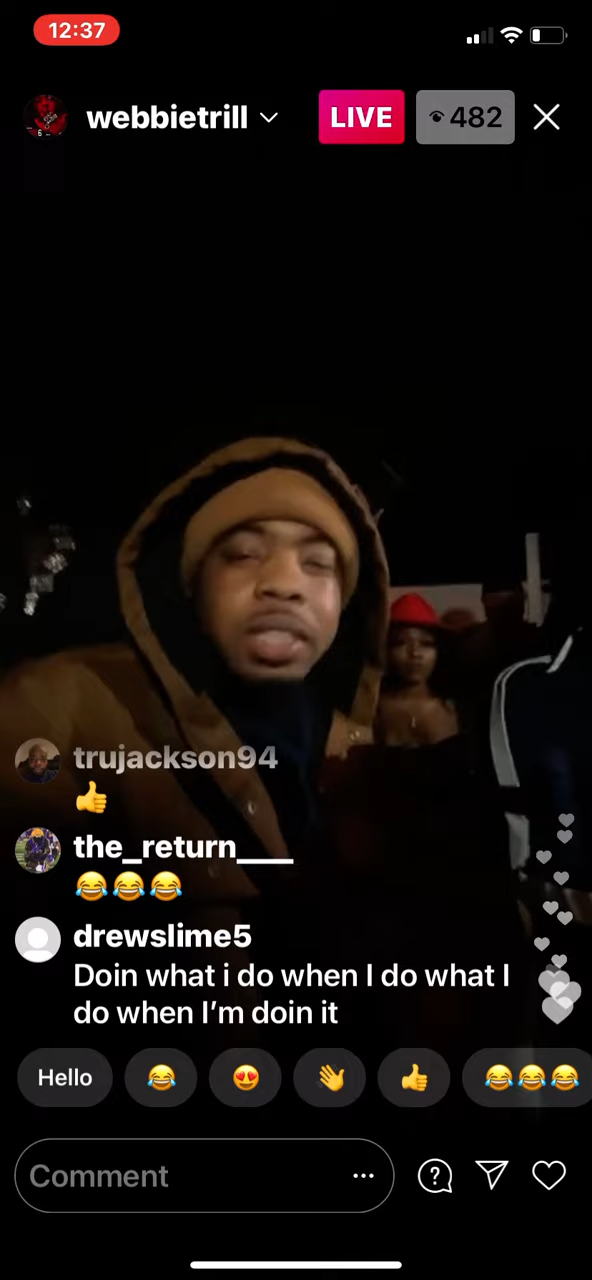 12:37
webbietrill
LIVE
482
trujackson94
👍
the_return____
😂😂😂
drewslime5
Doin what i do when I do what I
do when I’m doin it
Hello
😂
😍
👋
👍
😂😂😂
Comment
...
?